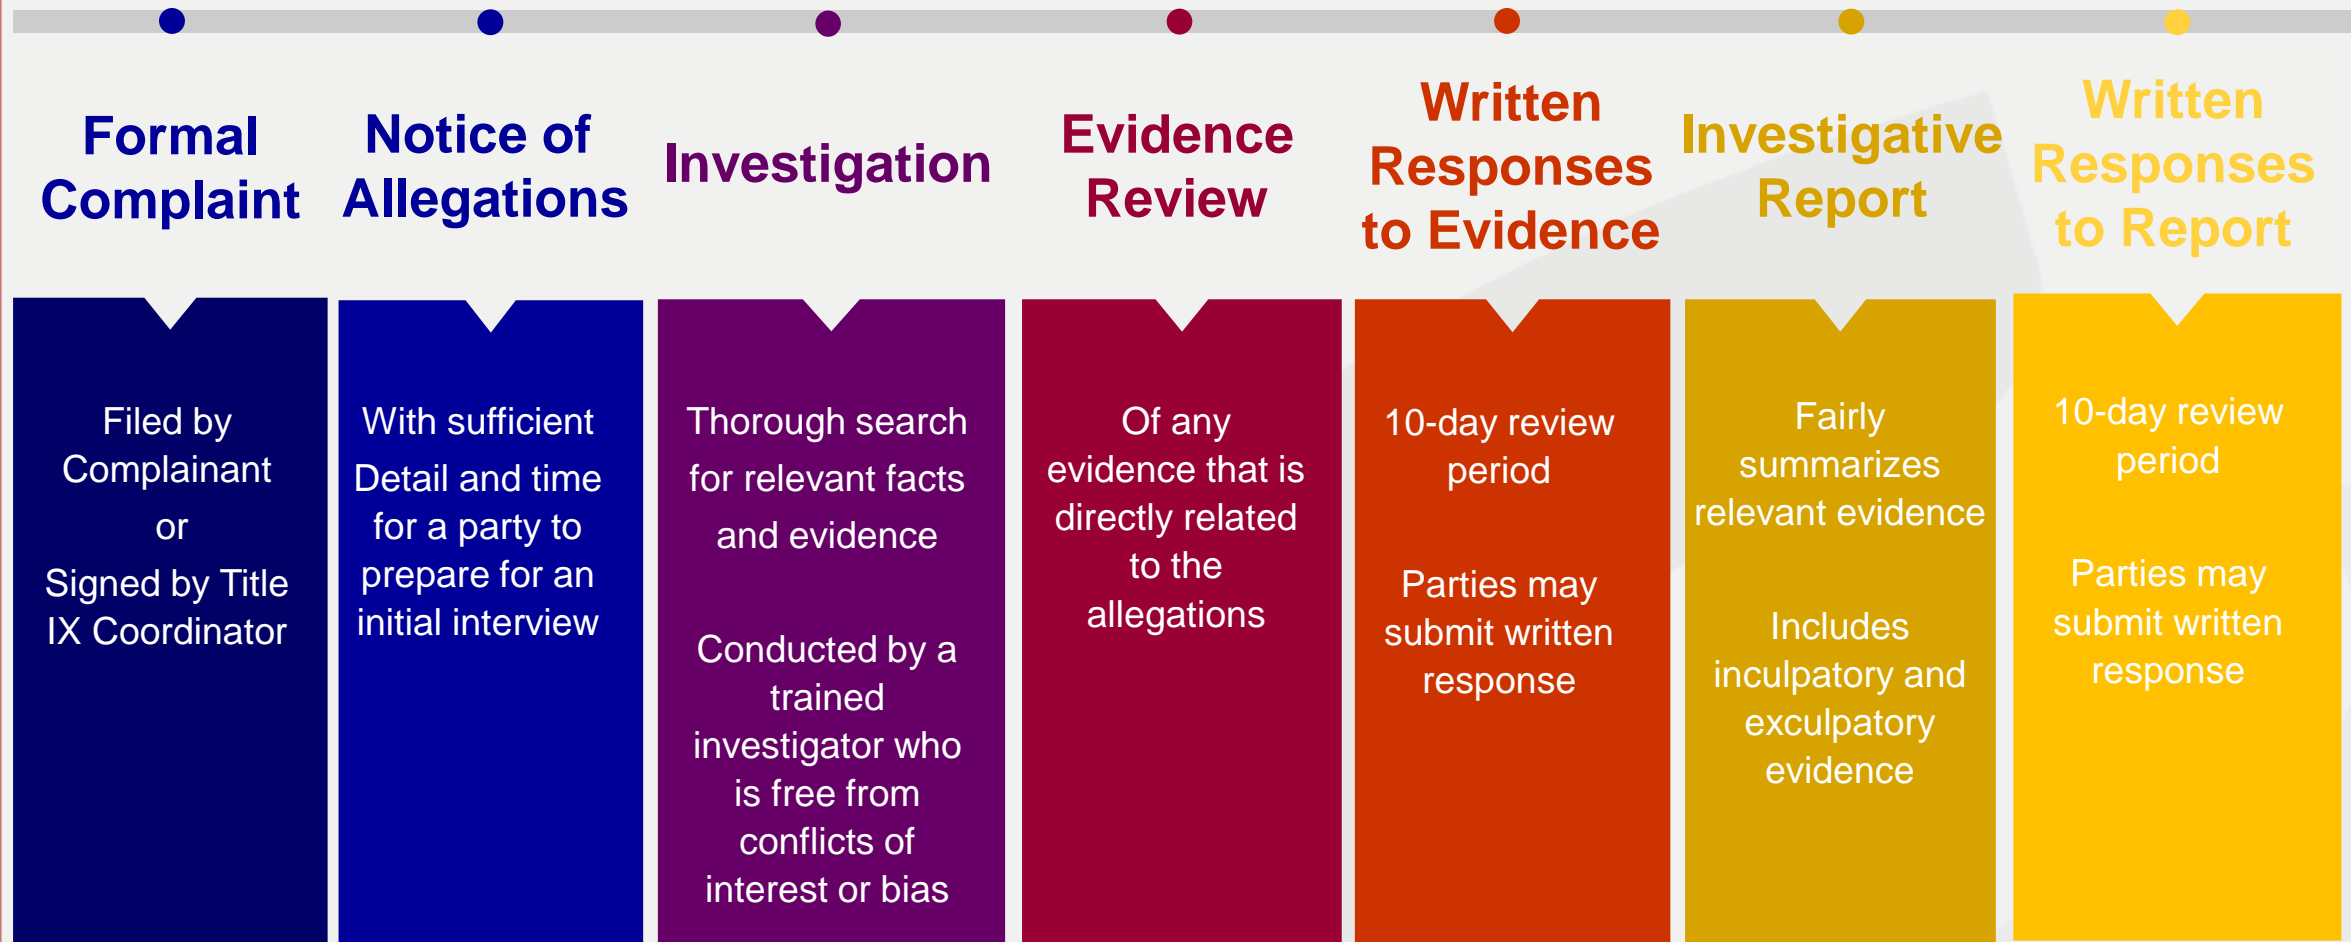 Formal
Complaint
Notice of
Allegations
Investigation
Evidence
Review
Written
Responses
to Evidence
Investigative
Report
Written
Responses
to Report
Filed by
Complainant
or
Signed by Title
IX Coordinator
With sufficient
Detail and time
for a party to
prepare for an
initial interview
Thorough search
for relevant facts
and evidence
Conducted by a
trained
investigator who
is free from
conflicts of
interest or bias
Of any
evidence that is
directly related
to the
allegations
10-day review
period
Parties may
submit written
response
Fairly
summarizes
relevant evidence
Includes
inculpatory and
exculpatory
evidence
10-day review
period
Parties may
submit written
response